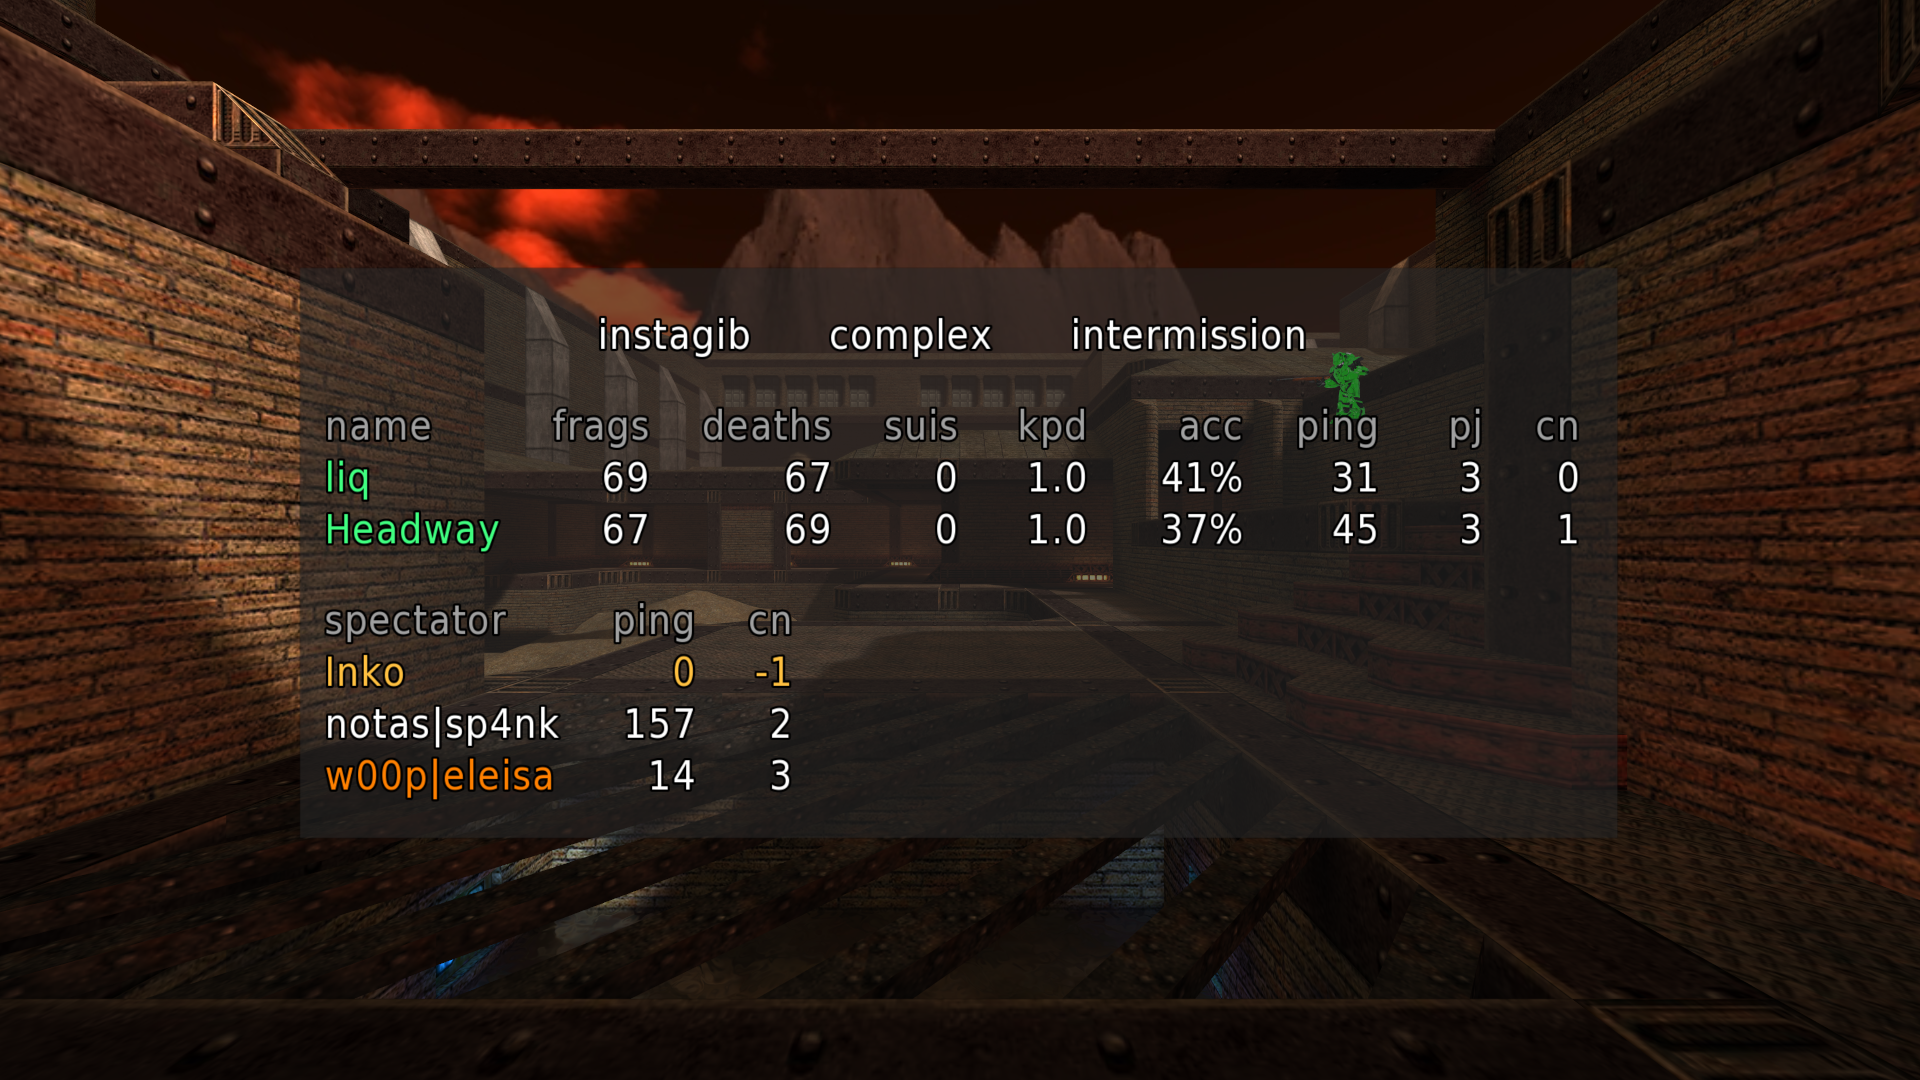 instagib complex intermission
name frags deaths suis kpd acc ping pj cn
liq 69 67 0 1.0 41% 31 3 0
Headway 67 69 0 1.0 37% 45 3 1
spectator ping cn
Inko 0 -1
notas|sp4nk 157 2
w00p|eleisa 14 3